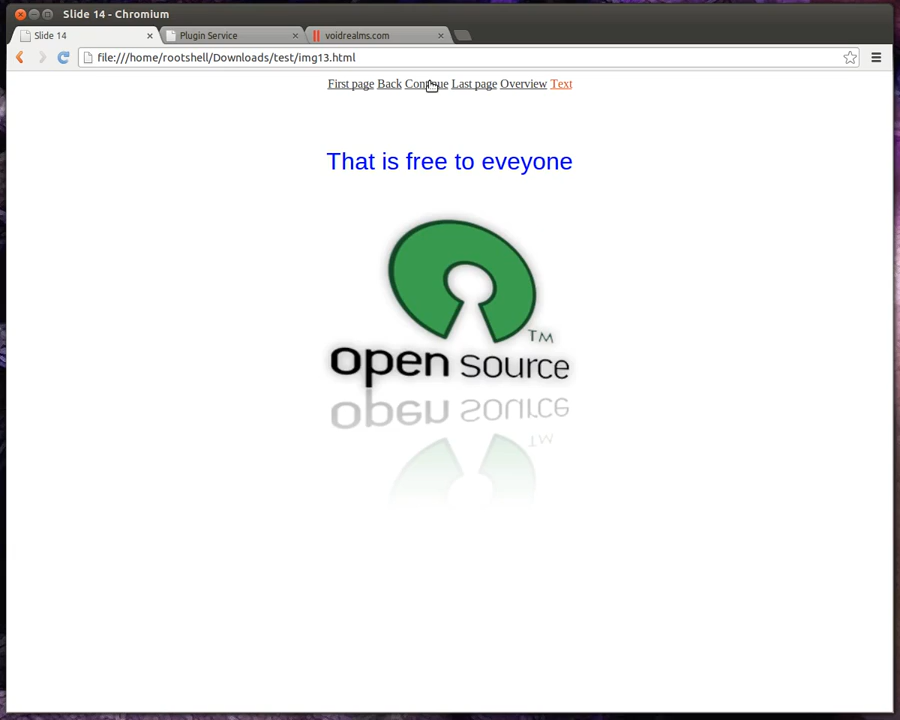 Slide 14 - Chromium
Slide 14
Plugin Service
voidrealms.com
file:///home/rootshell/Downloads/test/img13.html
First page Back Continue Last page Overview Text
That is free to eveyone
TM
open source